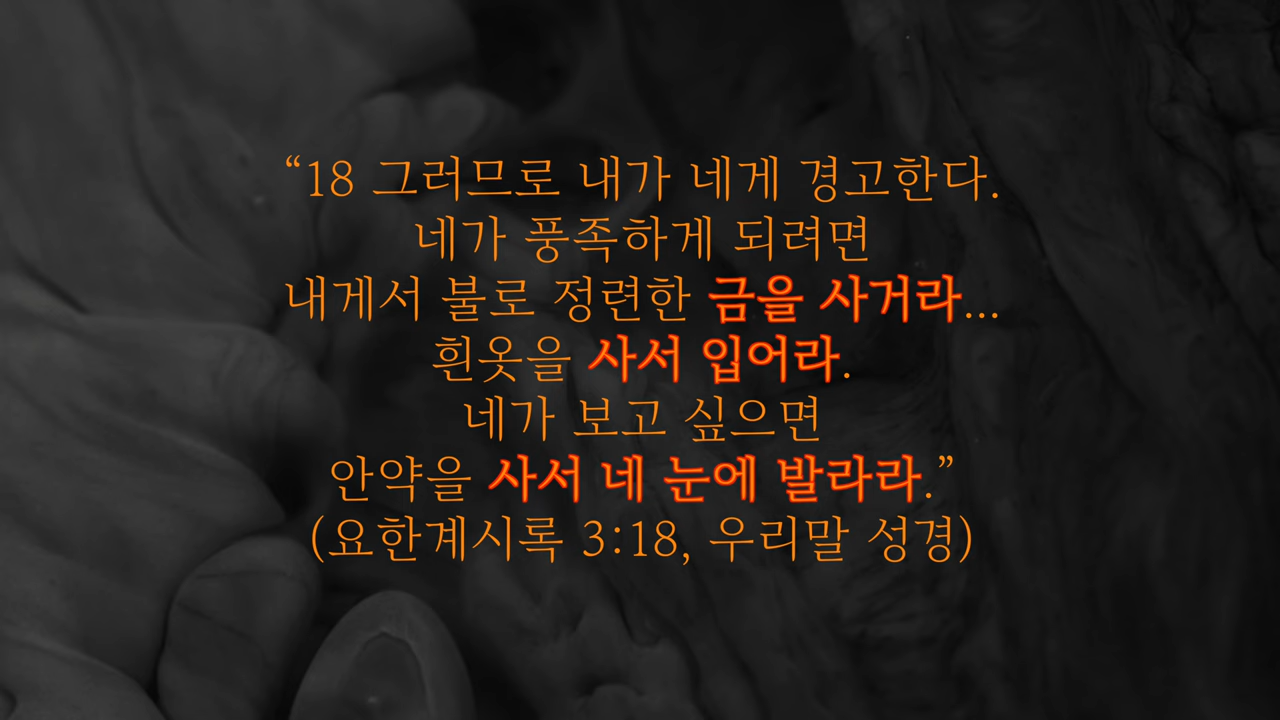 “18 그러므로 내가 네게 경고한다.
네가 풍족하게 되려면
내게서 불로 정련한 금을 사거라...
흰옷을 사서 입어라.
네가 보고 싶으면
안약을 사서 네 눈에 발라라.”
(요한계시록 3:18, 우리말 성경)